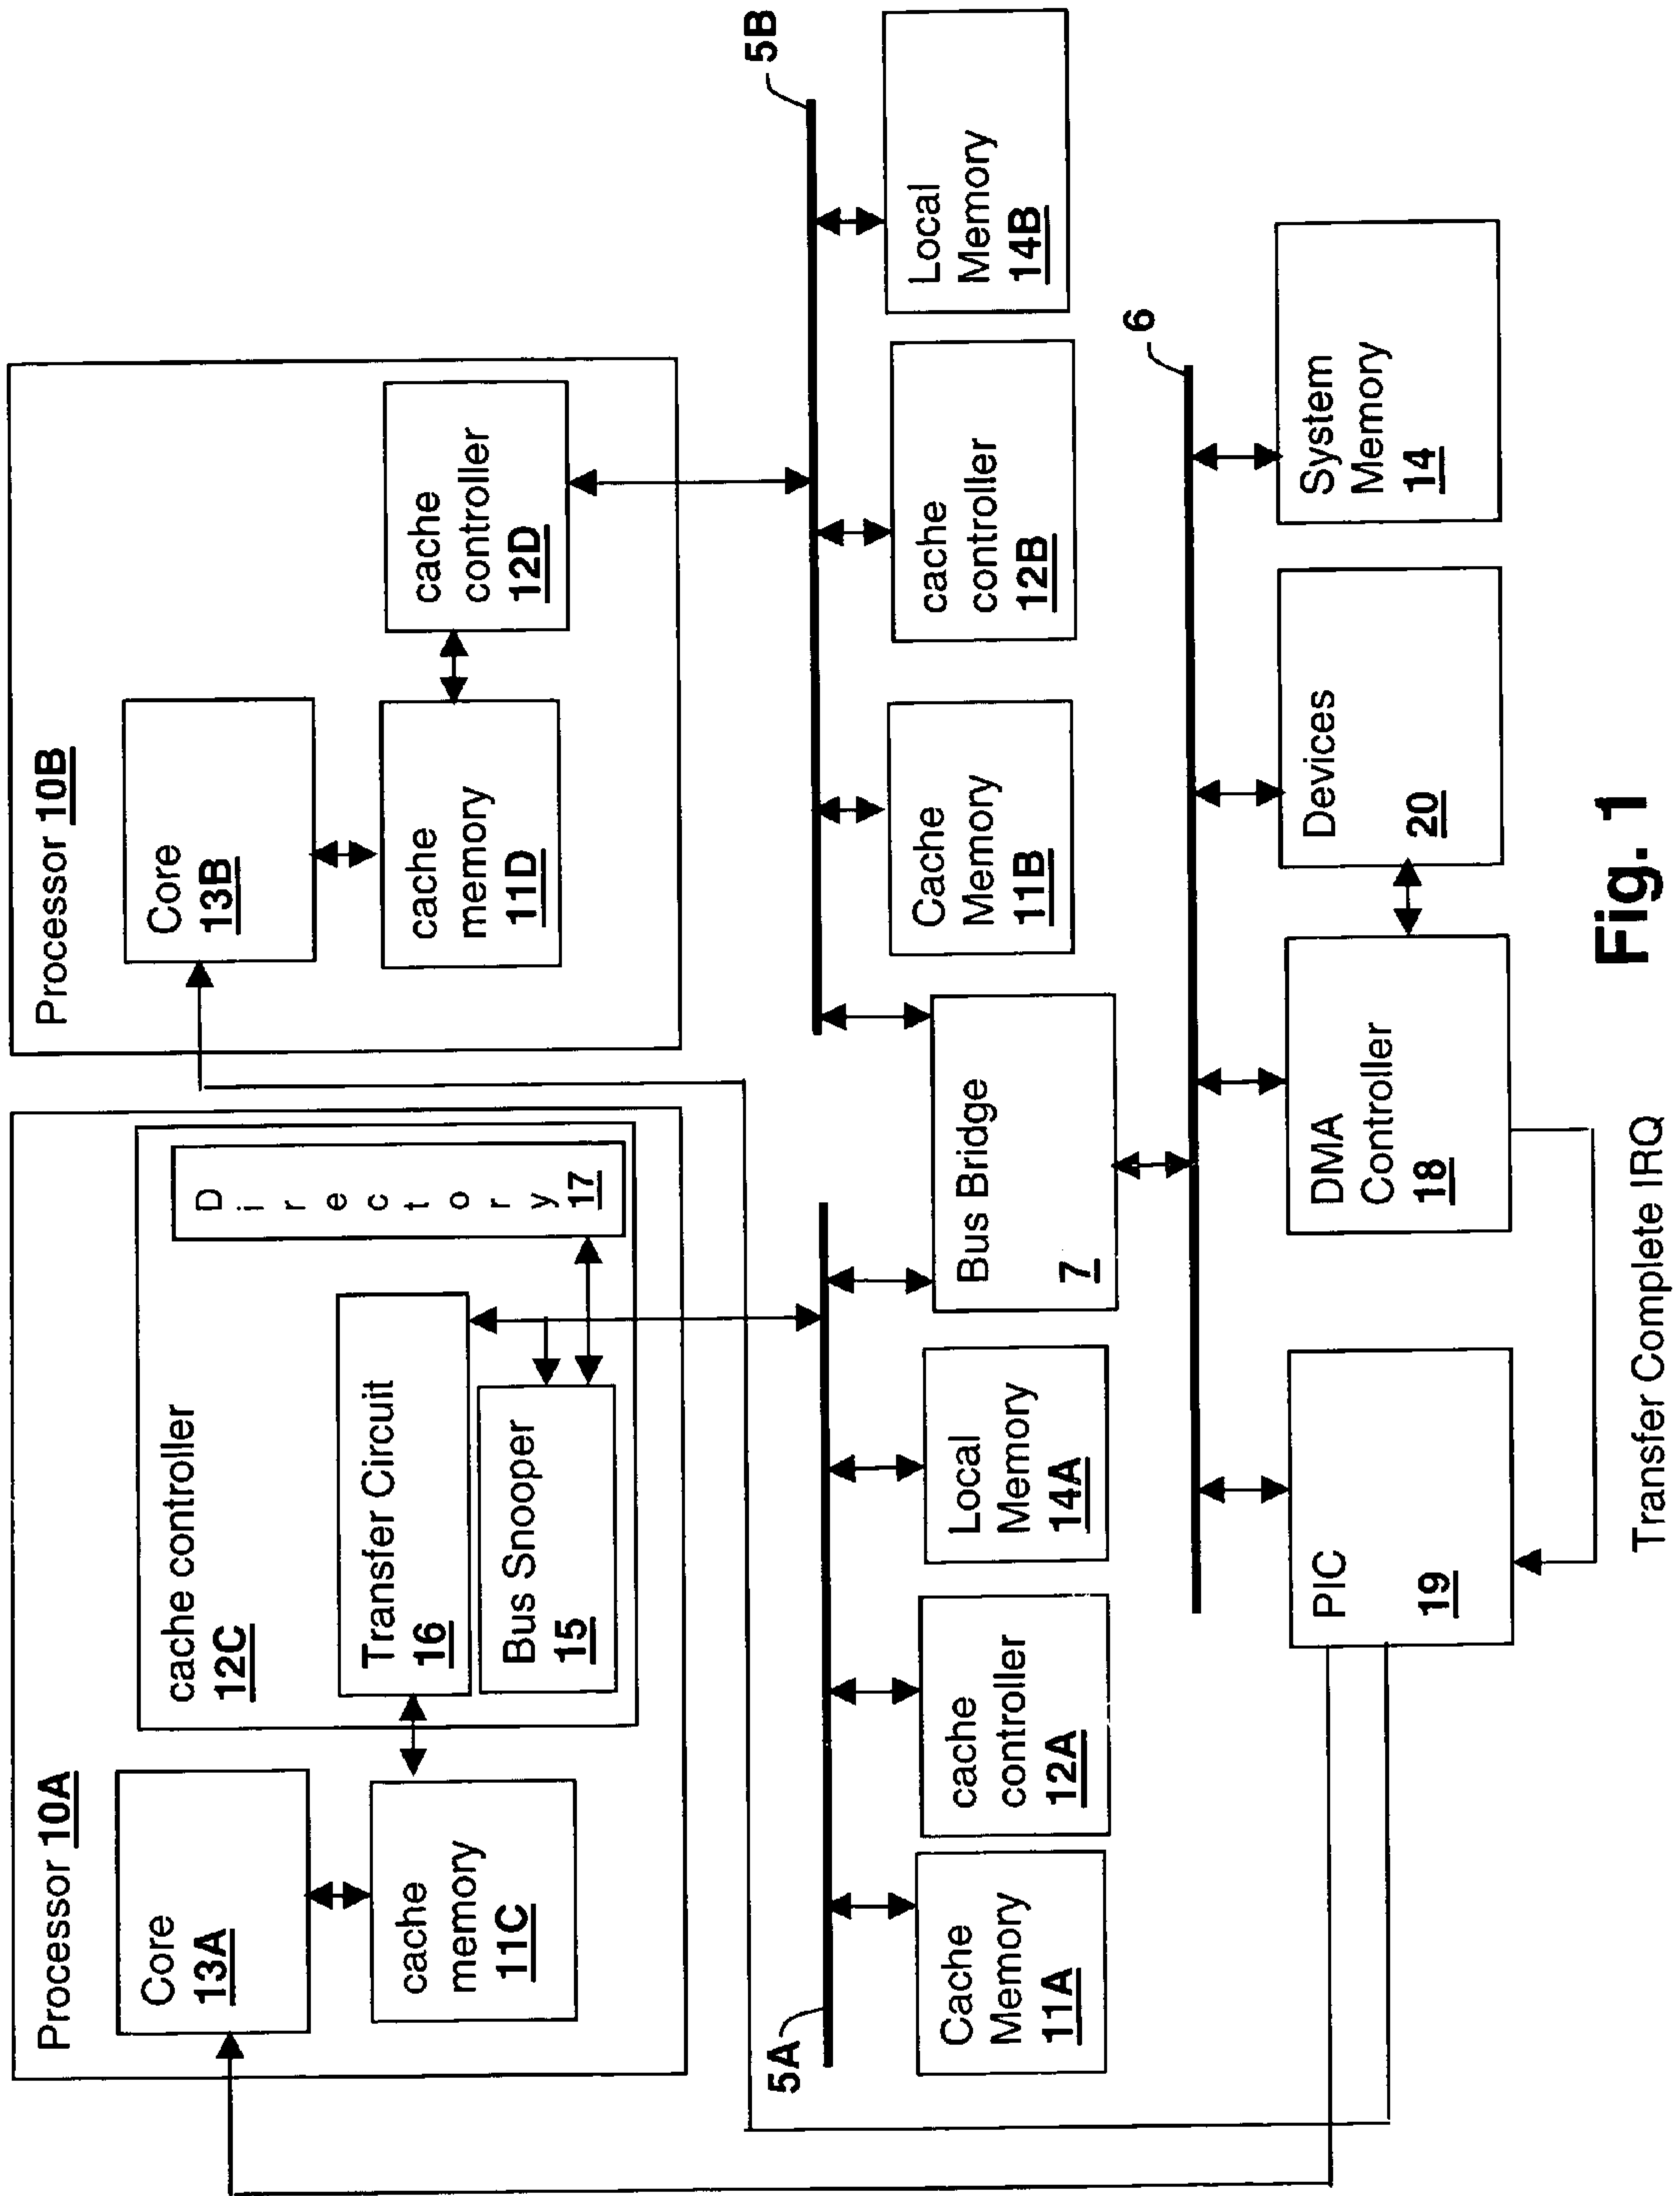 Processor 10A
Core
13A
cache
memory
11C
cache controller
12C
Transfer Circuit
16
Bus Snooper
15
Directory
17
Processor 10B
Core
13B
cache
memory
11D
cache
controller
12D
5A
5B
Cache
Memory
11A
cache
controller
12A
Local
Memory
14A
Bus Bridge
7
Cache
Memory
11B
cache
controller
12B
Local
Memory
14B
6
PIC
19
DMA
Controller
18
Devices
20
System
Memory
14
Transfer Complete IRQ
Fig. 1